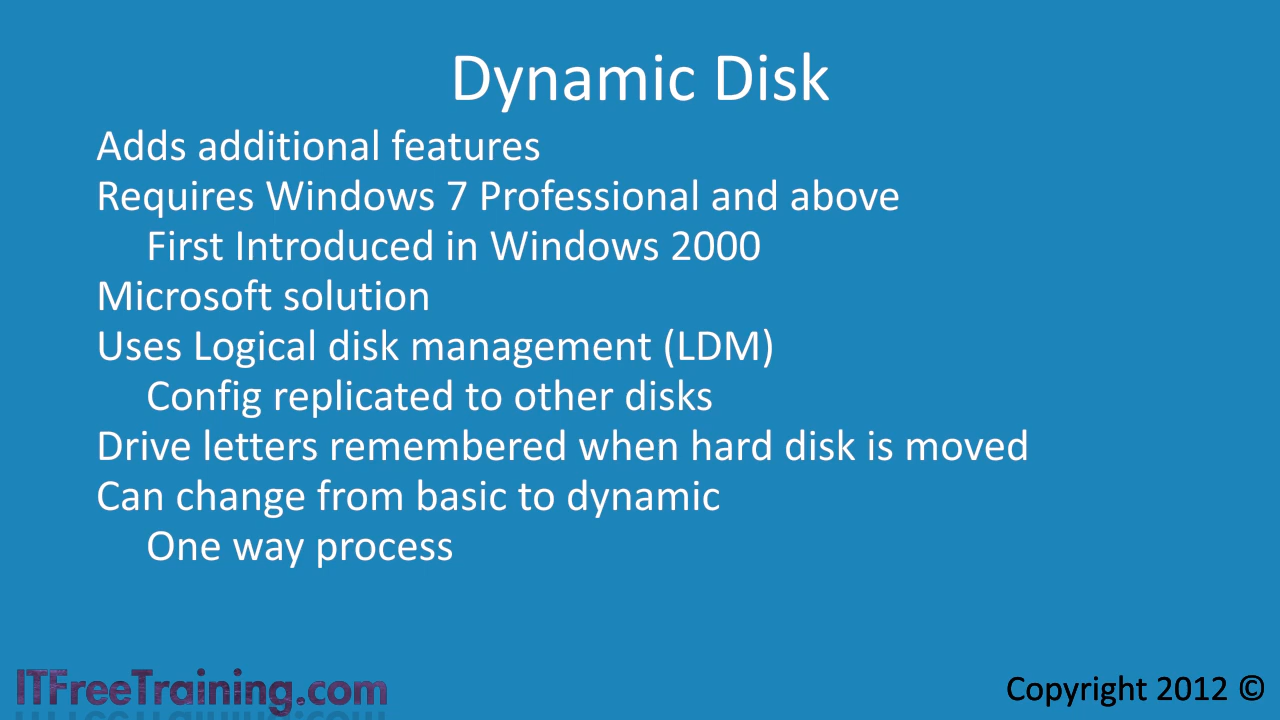 Dynamic Disk
Adds additional features
Requires Windows 7 Professional and above
First Introduced in Windows 2000
Microsoft solution
Uses Logical disk management (LDM)
Config replicated to other disks
Drive letters remembered when hard disk is moved
Can change from basic to dynamic
One way process
ITFreeTraining.com
Copyright 2012 ©